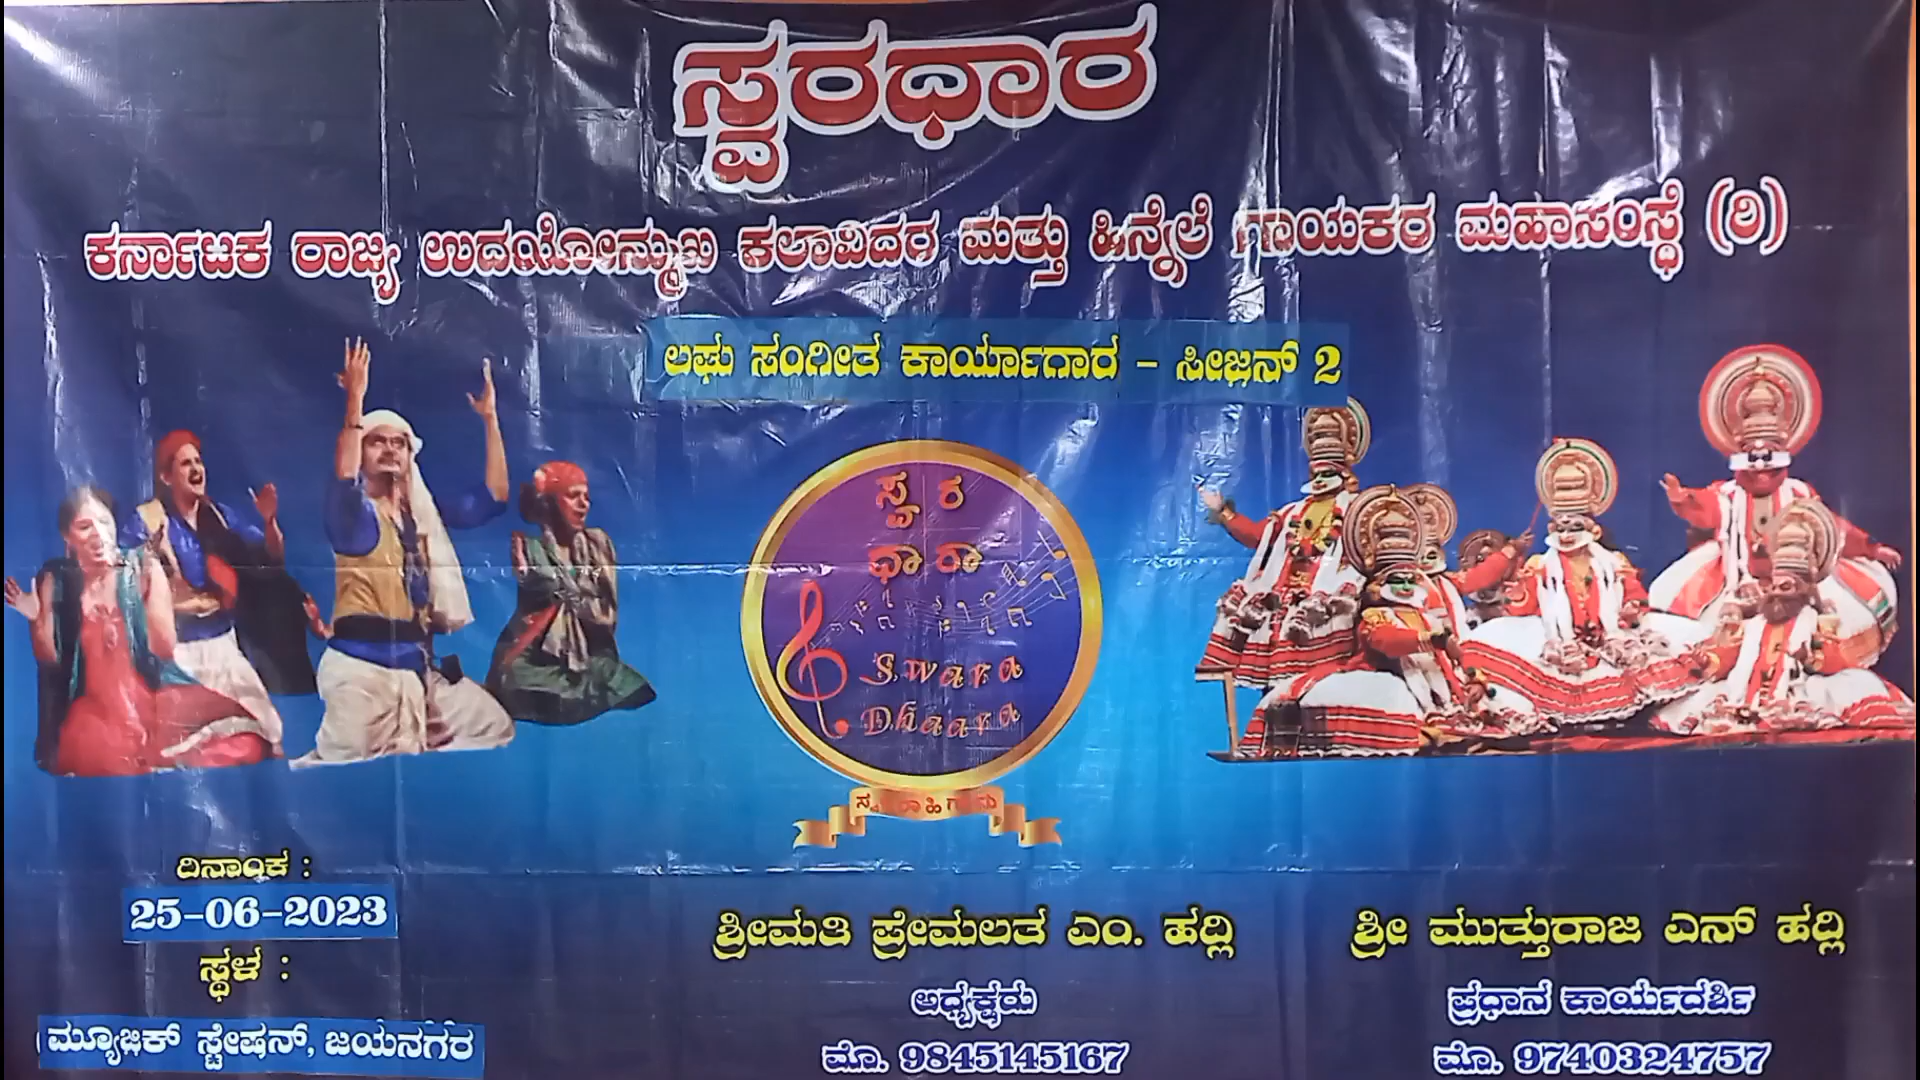 ಸ್ವರಧಾರ
ಕರ್ನಾಟಕ ರಾಜ್ಯ ಉದಯೋನ್ಮುಖ ಕಲಾವಿದರ ಮತ್ತು ಹಿನ್ನೆಲೆ ಗಾಯಕರ ಮಹಾಸಂಸ್ಥೆ (ರಿ)
ಲಘು ಸಂಗೀತ ಕಾರ್ಯಾಗಾರ - ಸೀಜನ್ 2
ಸ್ವ ರ
ಧಾ ರಾ
Swara
Dhaara
ದಿನಾಂಕ :
25-06-2023
ಸ್ಥಳ :
ಮ್ಯೂಜಿಕ್ ಸ್ಟೇಷನ್, ಜಯನಗರ
ಶ್ರೀಮತಿ ಪ್ರೇಮಲತ ಎಂ. ಹದ್ಲಿ
ಅಧ್ಯಕ್ಷರು
ಮೊ. 9845145167
ಶ್ರೀ ಮುತ್ತುರಾಜ ಎನ್ ಹದ್ಲಿ
ಪ್ರಧಾನ ಕಾರ್ಯದರ್ಶಿ
ಮೊ. 9740324757